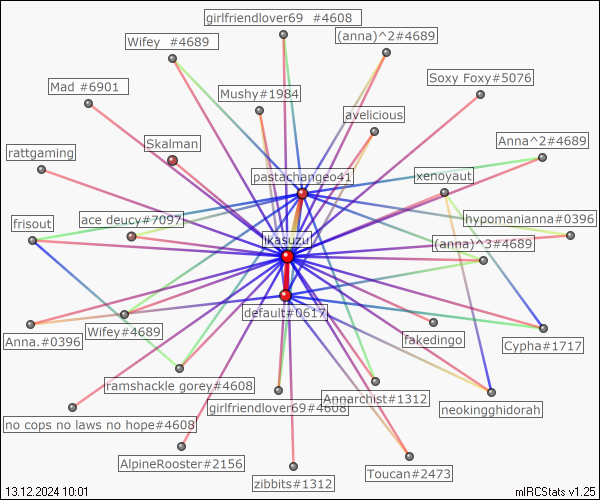 girlfriendlover69 #4608
Wifey #4689
(anna)^2#4689
Mad #6901
Mushy#1984
Soxy Foxy#5076
avelicious
Skalman
Anna^2#4689
rattgaming
pastachangeo41
xenoyaut
frisout
ace deucy#7097
hypomanianna#0396
ikasuzu
(anna)^3#4689
default#0617
Anna.#0396
Wifey#4689
fakedingo
Cypha#1717
ramshackle gorey#4608
Annarchist#1312
girlfriendlover69#4608
neokingghidorah
no cops no laws no hope#4608
AlpineRooster#2156
zibbits#1312
Toucan#2473
13.12.2024 10:01
mIRCStats v1.25